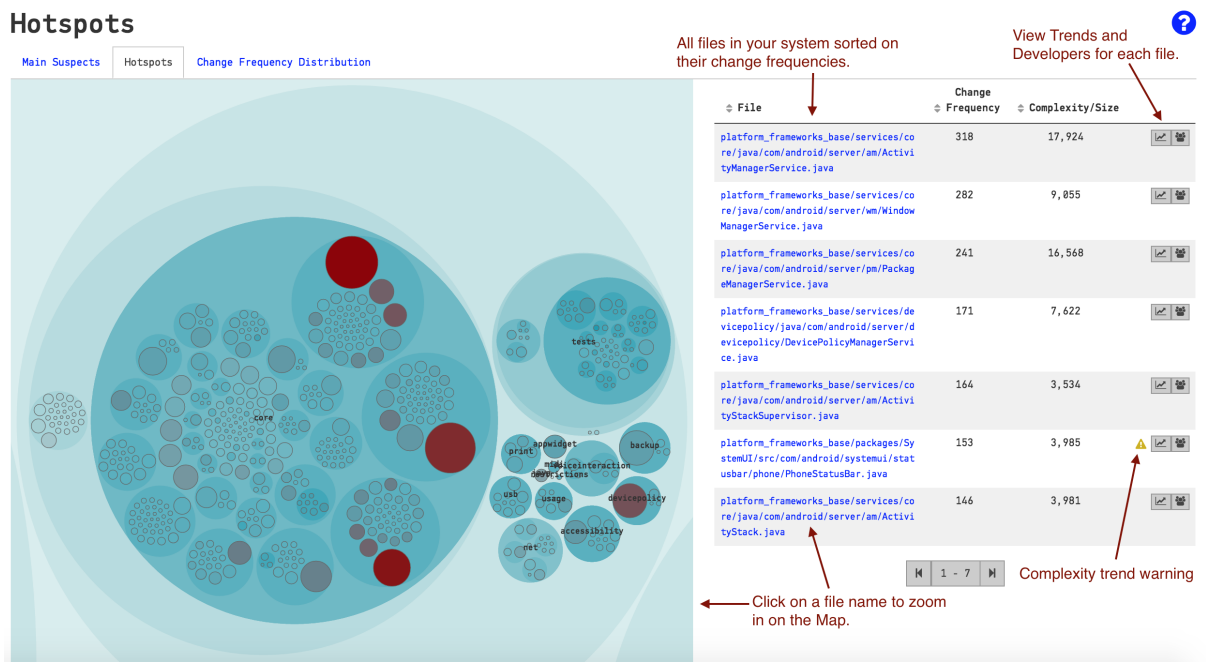 Hotspots
?
Main Suspects
Hotspots
Change Frequency Distribution
All files in your system sorted on
their change frequencies.
View Trends and
Developers for each file.
File
Change
Frequency
Complexity/Size
platform_frameworks_base/services/co
re/java/com/android/server/am/Activi
tyManagerService.java
318
17,924
platform_frameworks_base/services/co
re/java/com/android/server/wm/Window
ManagerService.java
282
9,055
platform_frameworks_base/services/co
re/java/com/android/server/pm/Packag
eManagerService.java
241
16,568
platform_frameworks_base/services/de
vicepolicy/java/com/android/server/d
evicepolicy/DevicePolicyManagerServi
ce.java
171
7,622
platform_frameworks_base/services/co
re/java/com/android/server/am/Activi
tyStackSupervisor.java
164
3,534
platform_frameworks_base/packages/Sy
stemUI/src/com/android/systemui/stat
usbar/phone/PhoneStatusBar.java
153
3,985
platform_frameworks_base/services/co
re/java/com/android/server/am/Activi
tyStack.java
146
3,981
1 - 7
Complexity trend warning
Click on a file name to zoom
in on the Map.
core
tests
appwidget
print
backup
usb
usage
devicepolicy
accessibility
net